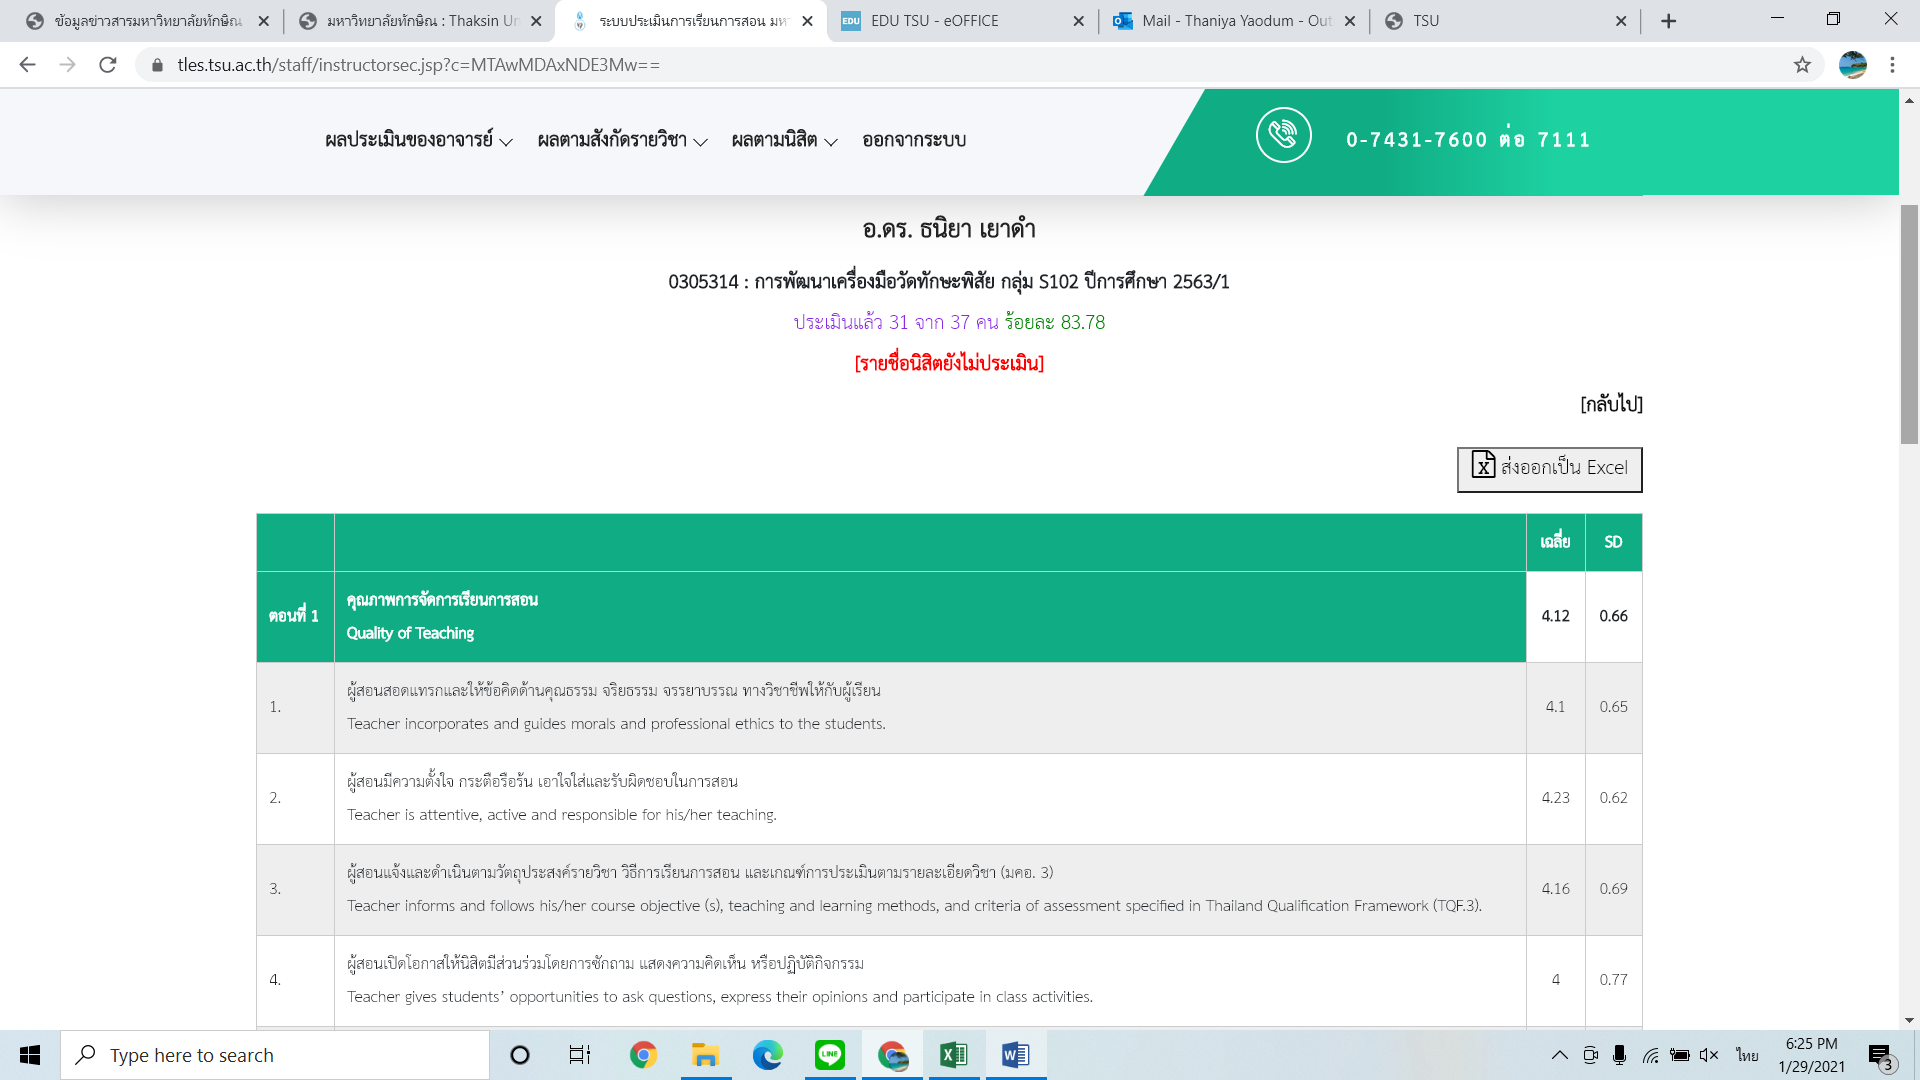 ข้อมูลข่าวสารมหาวิทยาลัยทักษิณ
มหาวิทยาลัยทักษิณ : Thaksin Un
ระบบประเมินการเรียนการสอน มหา
EDU TSU - eOFFICE
Mail - Thaniya Yaodum - Out
TSU
tles.tsu.ac.th/staff/instructorsec.jsp?c=MTAwMDAxNDE3Mw==
ผลประเมินของอาจารย์ ผลตามสังกัดรายวิชา ผลตามนิสิต ออกจากระบบ
0-7431-7600 ต่อ 7111
อ.ดร. ธนิยา เยาดำ
0305314 : การพัฒนาเครื่องมือวัดทักษะพิสัย กลุ่ม S102 ปีการศึกษา 2563/1
ประเมินแล้ว 31 จาก 37 คน ร้อยละ 83.78
[รายชื่อนิสิตยังไม่ประเมิน]
[กลับไป]
ส่งออกเป็น Excel
เฉลี่ย SD
ตอนที่ 1 คุณภาพการจัดการเรียนการสอน 4.12 0.66
Quality of Teaching
1. ผู้สอนสอดแทรกและให้ข้อคิดด้านคุณธรรม จริยธรรม จรรยาบรรณ ทางวิชาชีพให้กับผู้เรียน 4.1 0.65
Teacher incorporates and guides morals and professional ethics to the students.
2. ผู้สอนมีความตั้งใจ กระตือรือร้น เอาใจใส่และรับผิดชอบในการสอน 4.23 0.62
Teacher is attentive, active and responsible for his/her teaching.
3. ผู้สอนแจ้งและดำเนินตามวัตถุประสงค์รายวิชา วิธีการเรียนการสอน และเกณฑ์การประเมินตามรายละเอียดวิชา (มคอ. 3) 4.16 0.69
Teacher informs and follows his/her course objective (s), teaching and learning methods, and criteria of assessment specified in Thailand Qualification Framework (TQF.3).
4. ผู้สอนเปิดโอกาสให้นิสิตมีส่วนร่วมโดยการซักถาม แสดงความคิดเห็น หรือปฏิบัติกิจกรรม 4 0.77
Teacher gives students’ opportunities to ask questions, express their opinions and participate in class activities.
Type here to search
ไทย
6:25 PM
1/29/2021
3